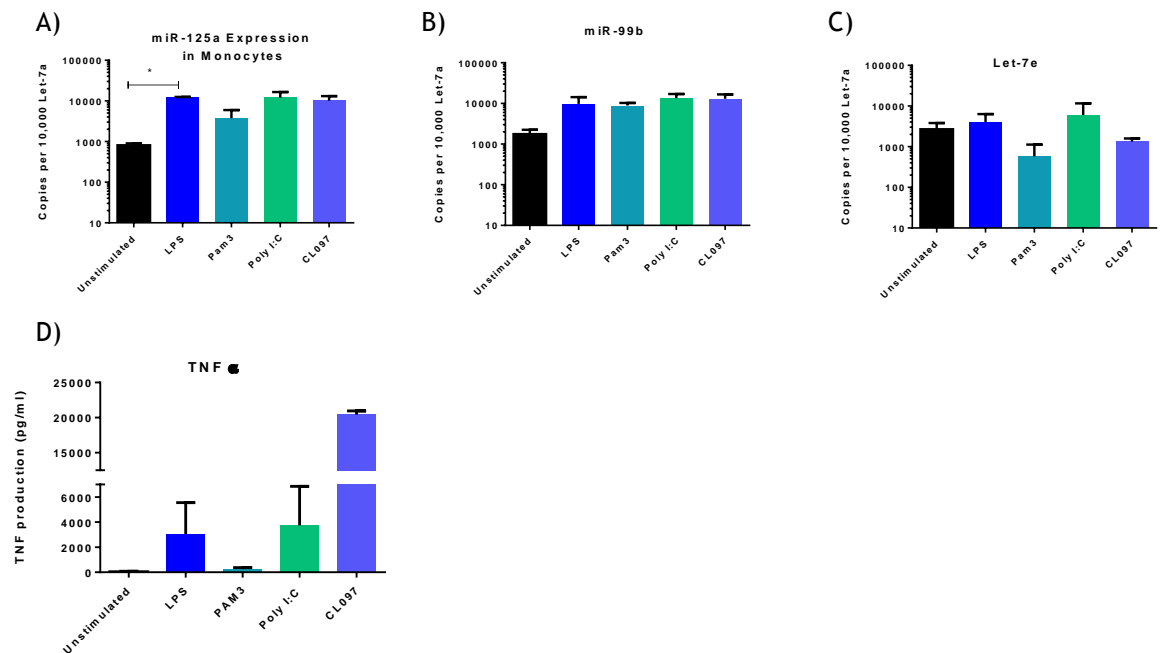 A)
miR-125a Expression
in Monocytes
Copies per 10,000 Let-7a
100000
10000
1000
100
10
Unstimulated
LPS
Pam3
Poly I:C
CL097
*
B)
miR-99b
Copies per 10,000 Let-7a
100000
10000
1000
100
10
Unstimulated
LPS
Pam3
Poly I:C
CL097
C)
Let-7e
Copies per 10,000 Let-7a
100000
10000
1000
100
10
Unstimulated
LPS
Pam3
Poly I:C
CL097
D)
TNF α
TNF production (pg/ml)
25000
20000
15000
6000
4000
2000
0
Unstimulated
LPS
PAM3
Poly I:C
CL097